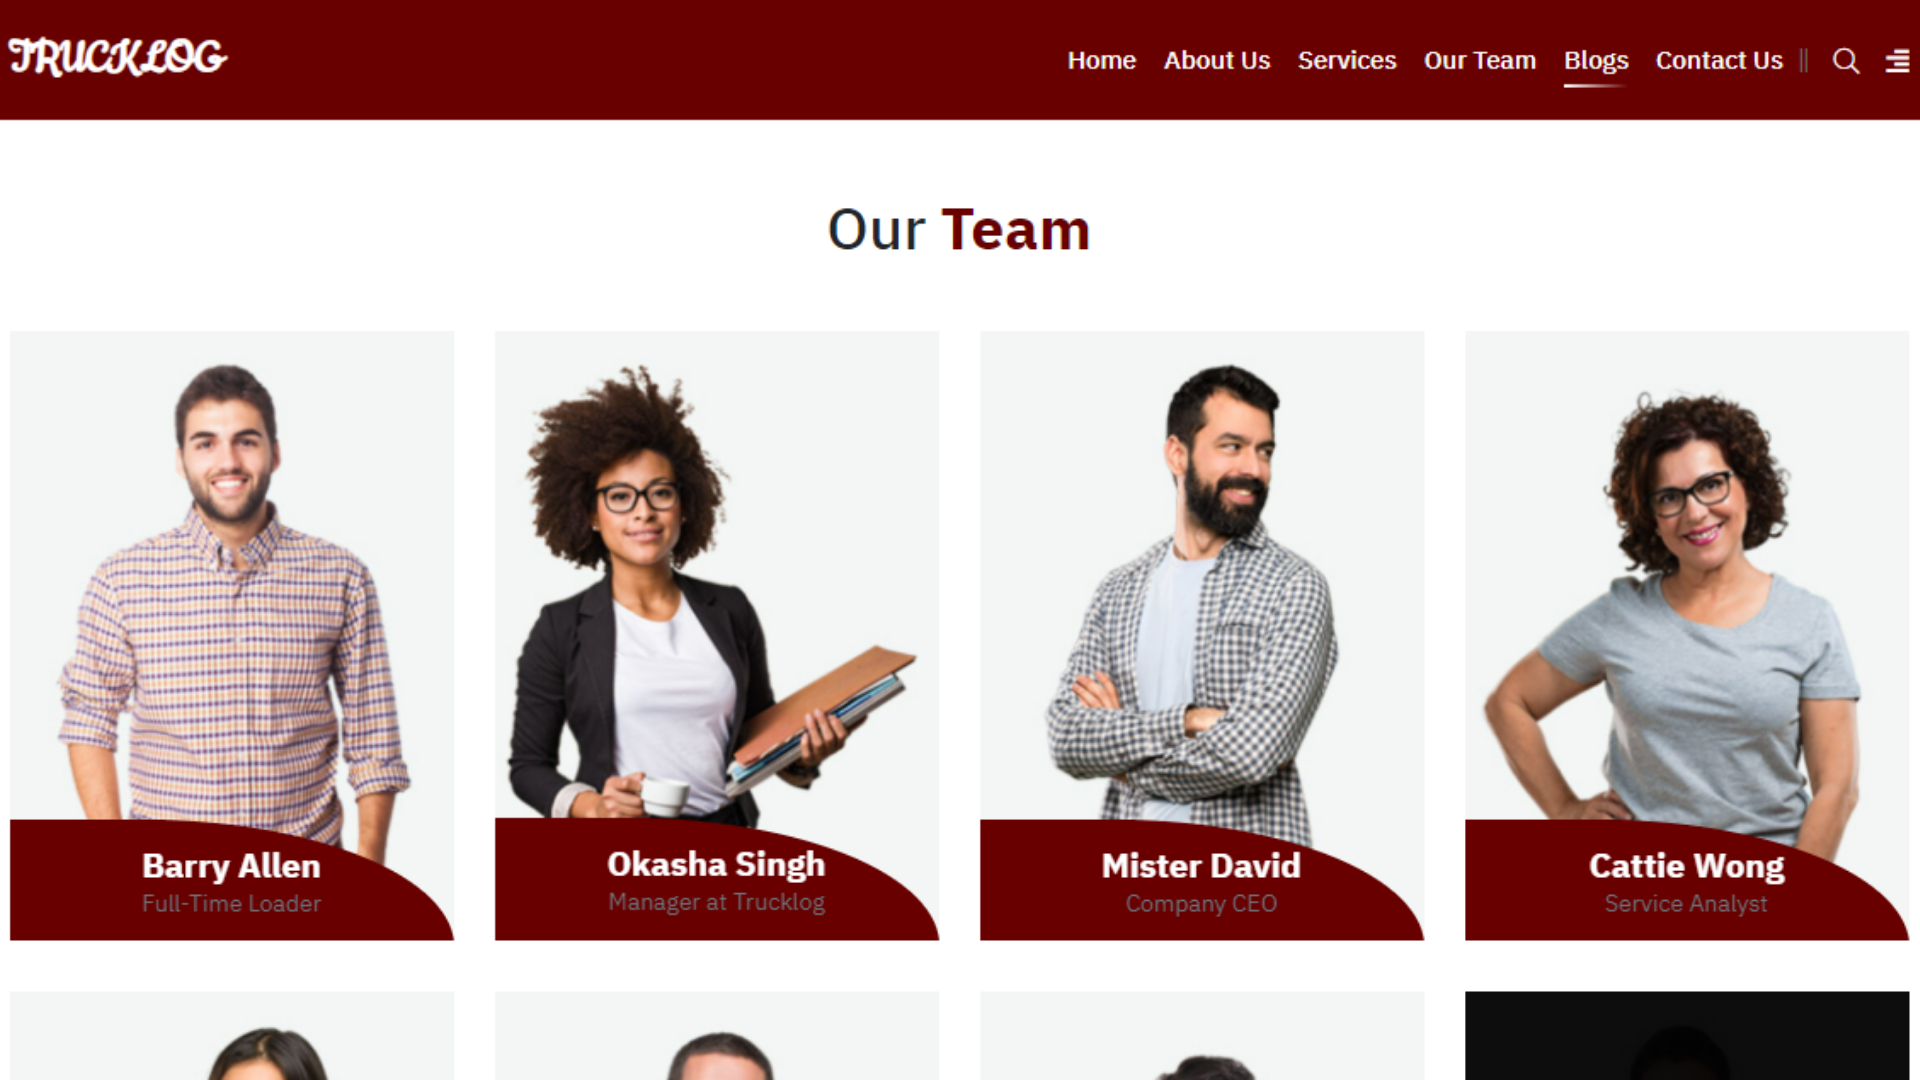 TRUCKLOG
Home About Us Services Our Team Blogs Contact Us
Our Team
Barry Allen
Full-Time Loader
Okasha Singh
Manager at Trucklog
Mister David
Company CEO
Cattie Wong
Service Analyst